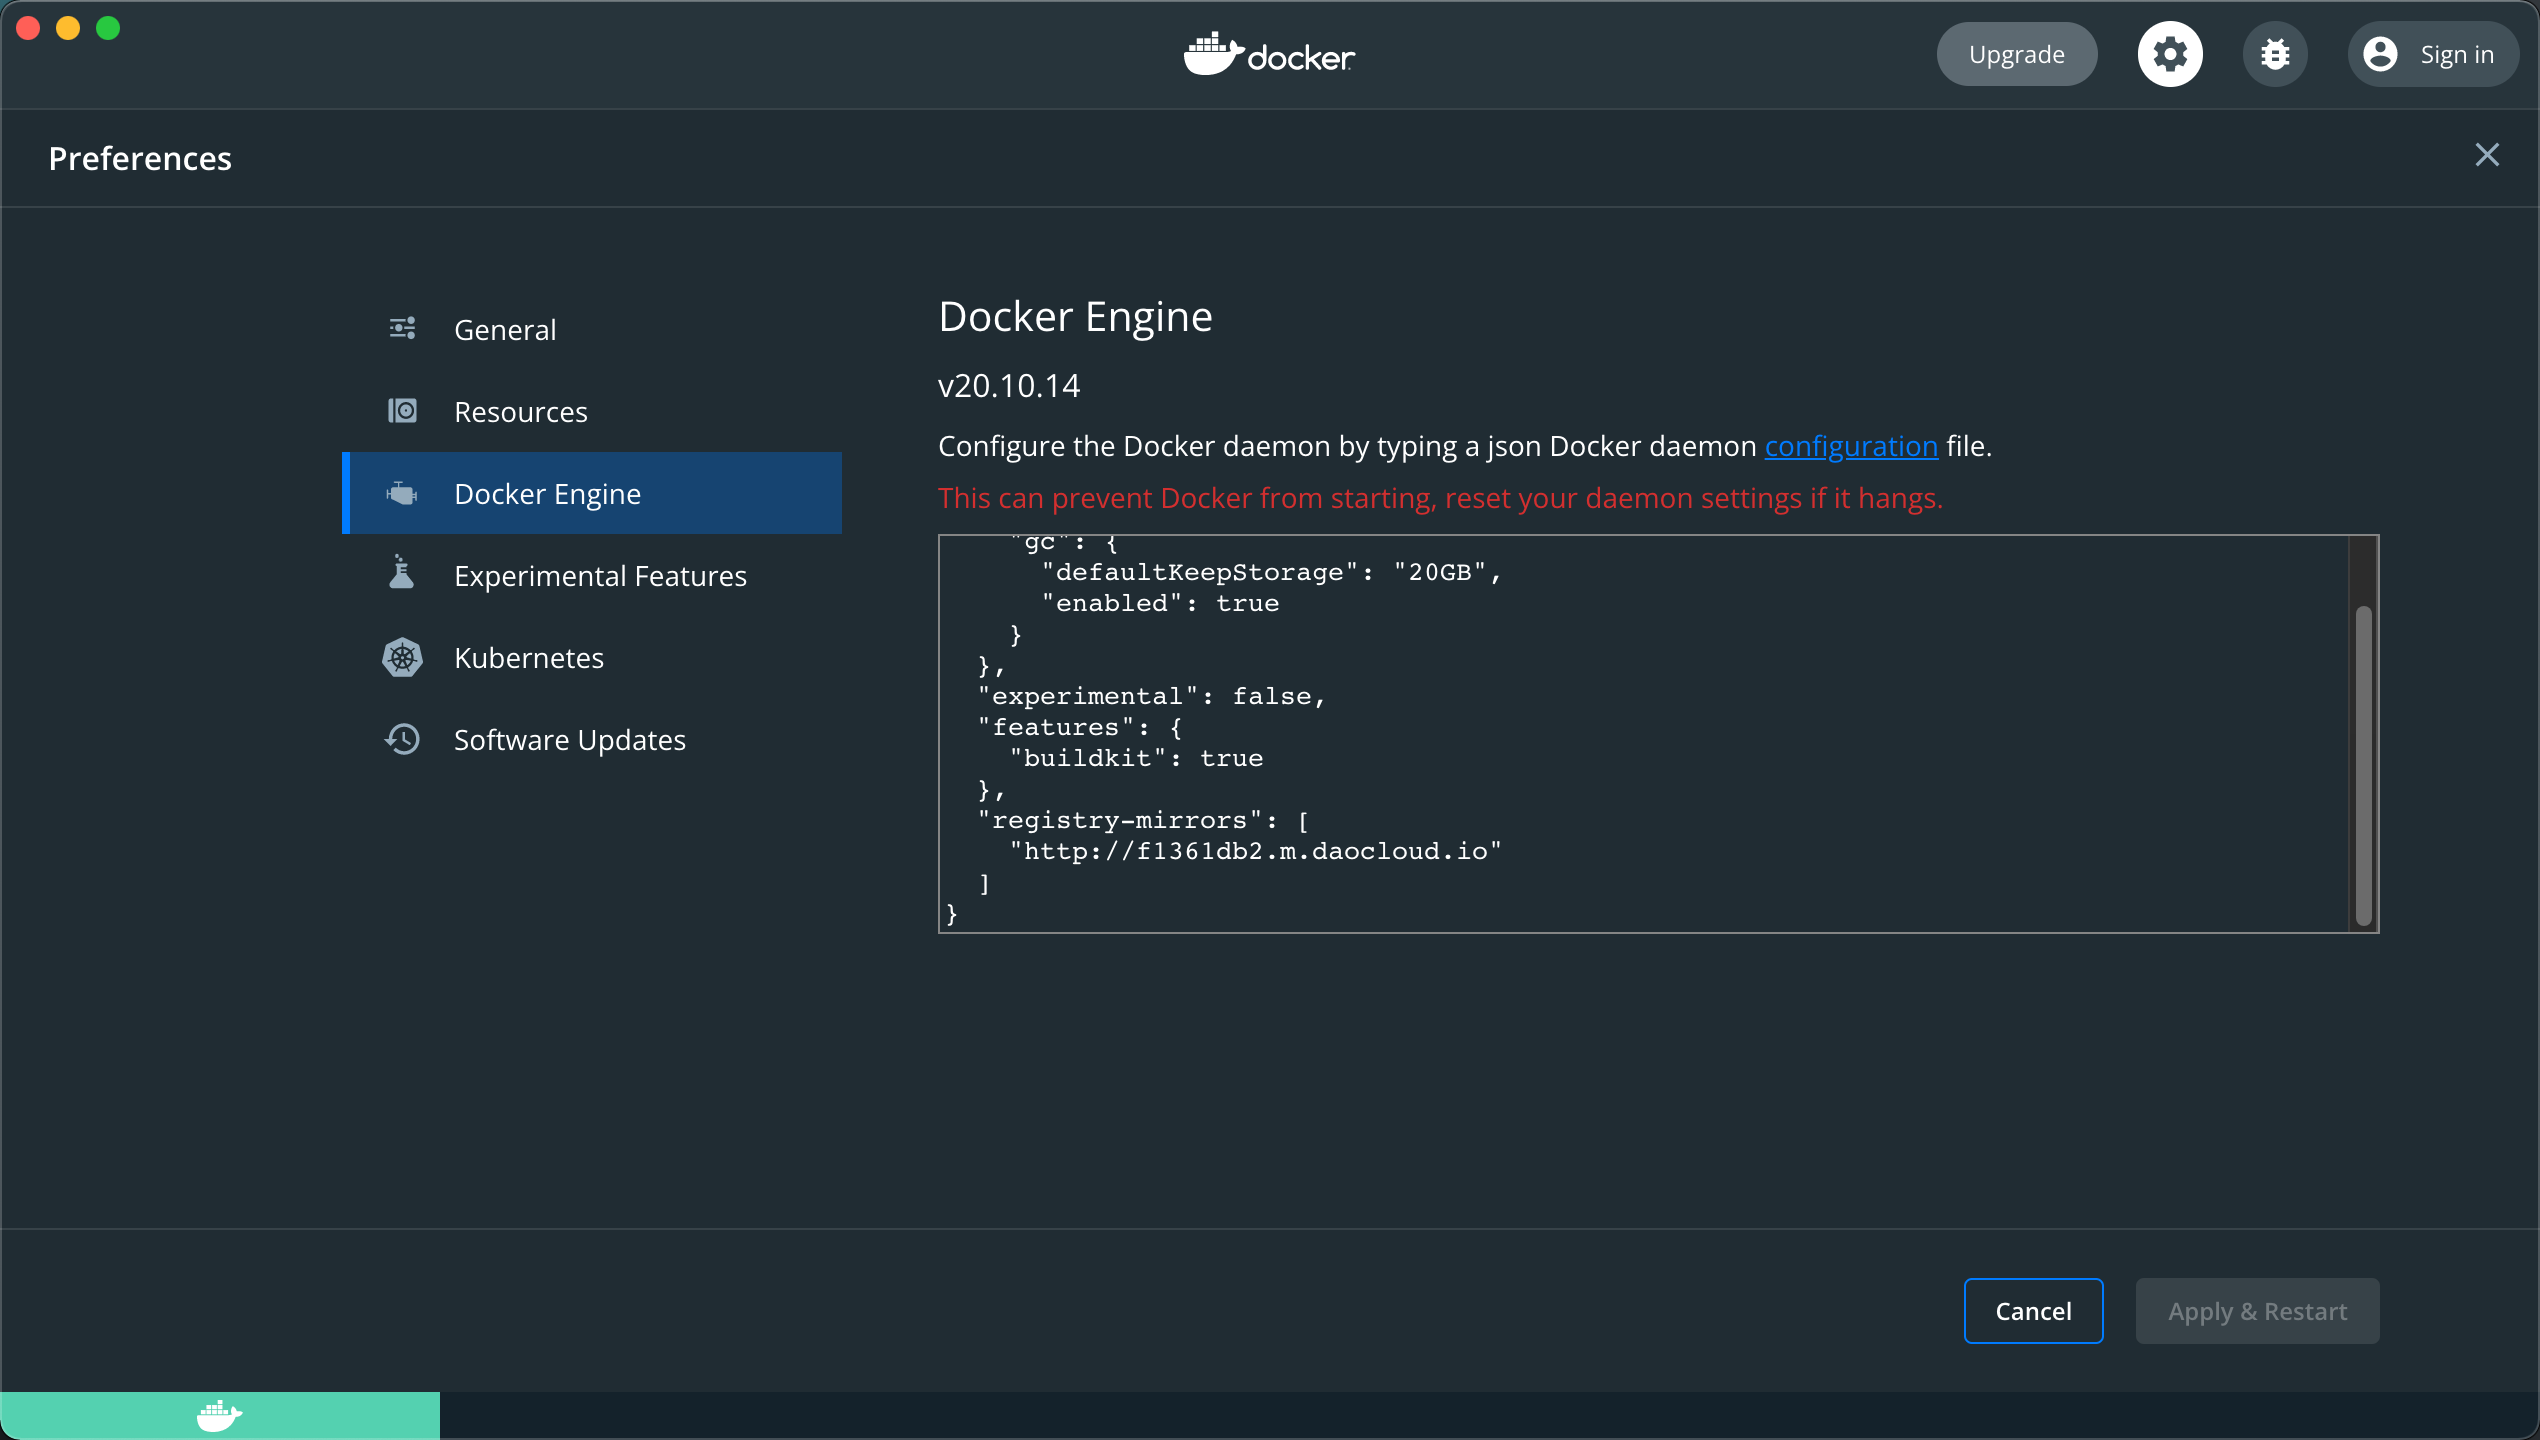 docker
Upgrade
Sign in
Preferences
General
Resources
Docker Engine
Experimental Features
Kubernetes
Software Updates
Docker Engine
v20.10.14
Configure the Docker daemon by typing a json Docker daemon configuration file.
This can prevent Docker from starting, reset your daemon settings if it hangs.
"gc": {
"defaultKeepStorage": "20GB",
"enabled": true
}
},
"experimental": false,
"features": {
"buildkit": true
},
"registry-mirrors": [
"http://f1361db2.m.daocloud.io"
]
}
Cancel
Apply & Restart